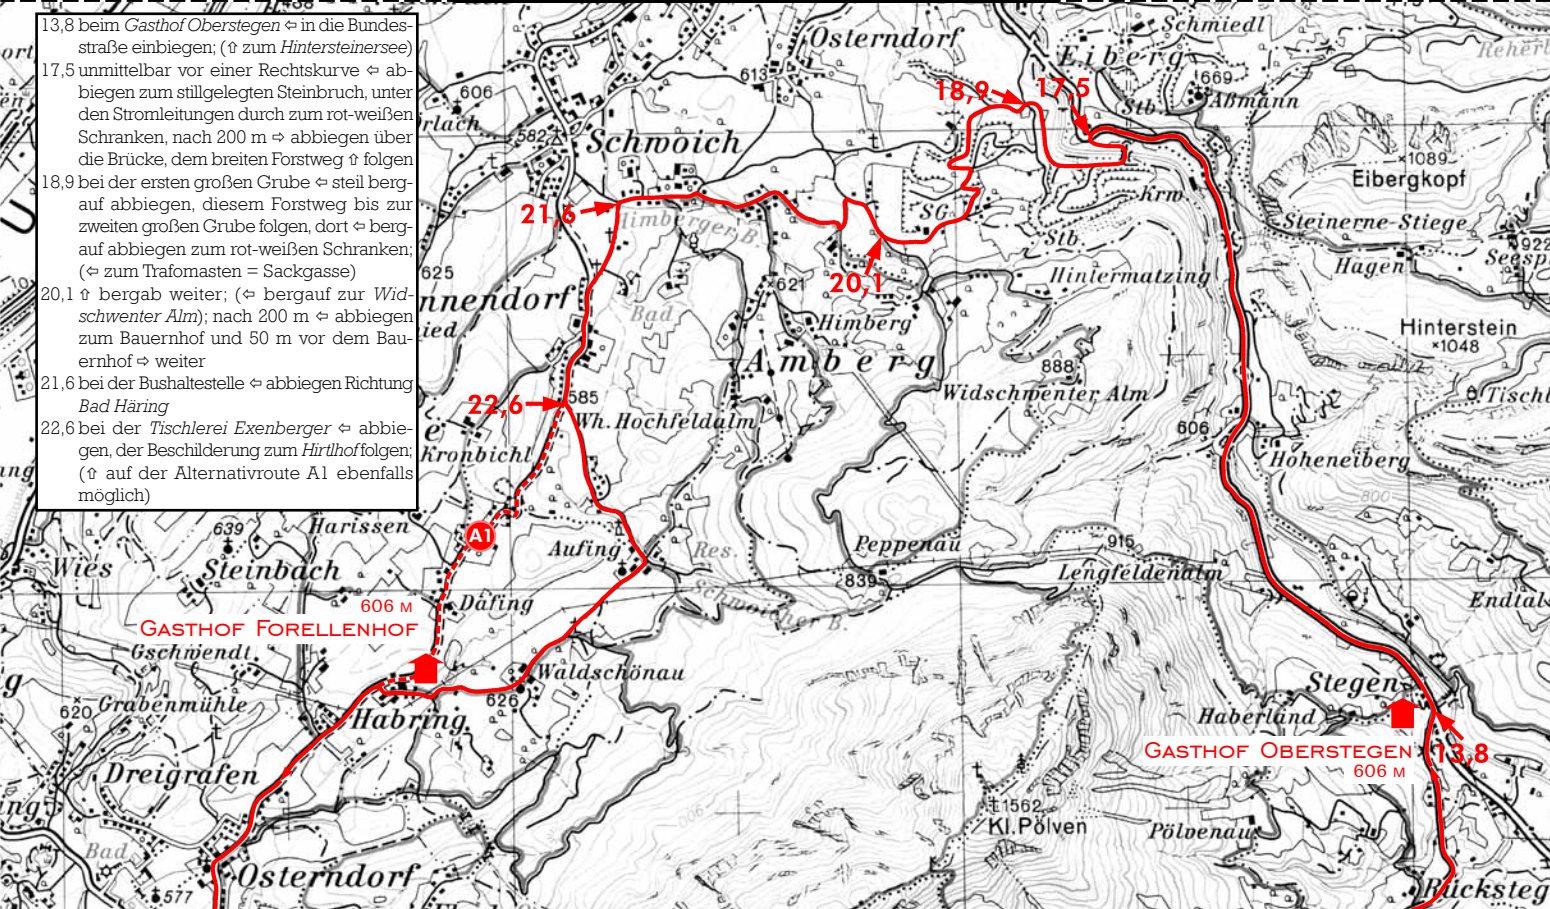 13,8 beim Gasthof Oberstegen ⇦ in die Bundes-
straße einbiegen; (⇧ zum Hintersteinersee)
17,5 unmittelbar vor einer Rechtskurve ⇦ ab-
biegen zum stillgelegten Steinbruch, unter
den Stromleitungen durch zum rot-weißen
Schranken, nach 200 m ⇨ abbiegen über
die Brücke, dem breiten Forstweg ⇧ folgen
18,9 bei der ersten großen Grube ⇦ steil berg-
auf abbiegen, diesem Forstweg bis zur
zweiten großen Grube folgen, dort ⇦ berg-
auf abbiegen zum rot-weißen Schranken;
(⇦ zum Trafomasten = Sackgasse)
20,1 ⇧ bergab weiter; (⇦ bergauf zur Wid-
schwenter Alm); nach 200 m ⇦ abbiegen
zum Bauernhof und 50 m vor dem Bau-
ernhof ⇨ weiter
21,6 bei der Bushaltestelle ⇦ abbiegen Richtung
Bad Häring
22,6 bei der Tischlerei Exenberger ⇦ abbie-
gen, der Beschilderung zum Hirtlhof folgen;
(⇧ auf der Alternativroute A1 ebenfalls
möglich)
Osterndorf
Schmiedl
Eiberg
613
606
669
18,9
17,5
Stb.
Aßmann
582
Schwoich
1089
Eibergkopf
Krm.
21,6
Himberger B.
SG
Steinerne-Stiege
Stb.
922
Hagen
625
20,1
621
Hintermatzing
nnendorf
Bad
Himberg
Hinterstein
1048
Amberg
888
Widschwenter Alm
22,6
585
Wh. Hochfeldalm
606
Kronbichl
Hoheneiberg
800
639
Harissen
A1
Aufing
Res.
Peppenau
915
Wies
Steinbach
839
Lengfeldenalm
606 M
Däfing
Schwoicher B.
GASTHOF FORELLENHOF
Gschwendt
Waldschönau
Stegen
620
Grabenmühle
626
Habring
Haberland
GASTHOF OBERSTEGEN
13,8
606 M
Dreigrafen
1562
Kl.Pölven
Pölvenau
Bad
Osterndorf
577
Rücksteg